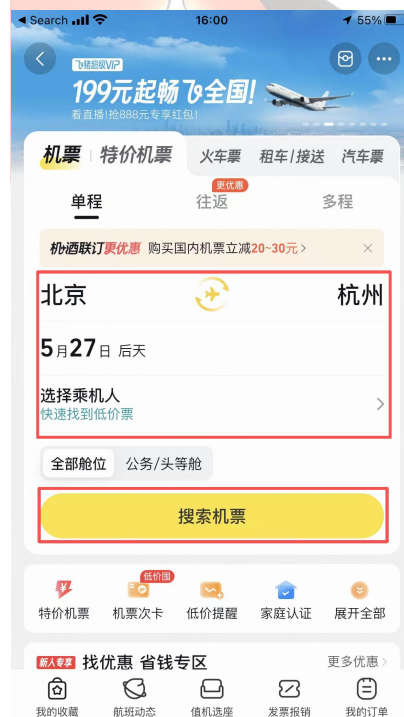 Search
16:00
55%
飞猪超级VIP
199元起畅飞全国!
看直播!抢888元专享红包!
机票
特价机票
火车票
租车/接送
汽车票
单程
更优惠
往返
多程
机+酒联订更优惠 购买国内机票立减20~30元>
北京
杭州
5月27日 后天
选择乘机人
快速找到低价票
全部舱位
公务/头等舱
搜索机票
低价囤
特价机票
机票次卡
低价提醒
家庭认证
展开全部
新人专享 找优惠 省钱专区
更多优惠>
我的收藏
航班动态
值机选座
发票报销
我的订单